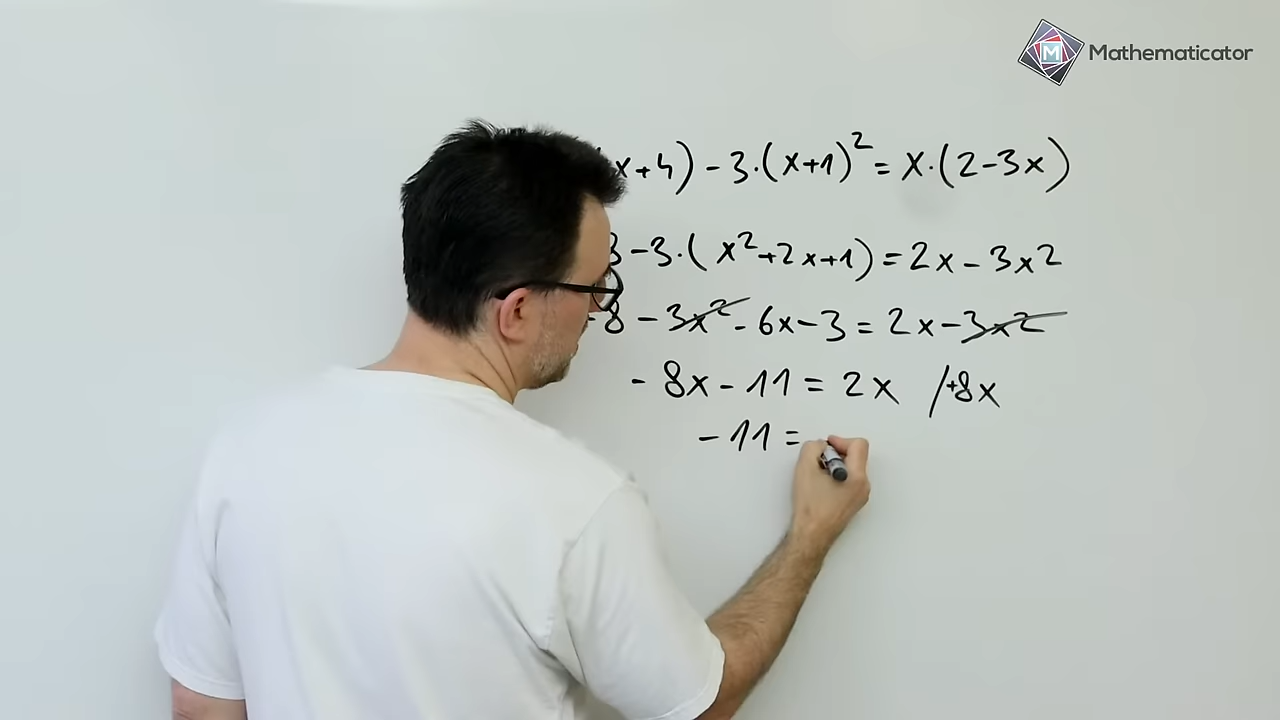 Mathematicator
x+4) - 3·(x+1)² = x·(2-3x)
3 - 3·(x²+2x+1) = 2x - 3x²
-8 - 3x² - 6x - 3 = 2x - 3x²
- 8x - 11 = 2x /+8x
- 11 =